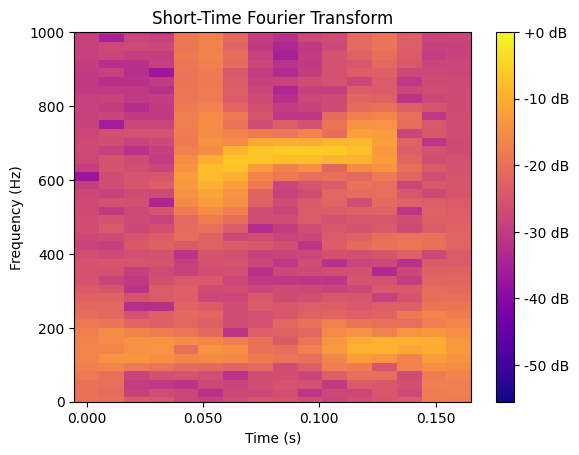 Short-Time Fourier Transform
1000
800
600
400
200
0
Frequency (Hz)
0.000
0.050
0.100
0.150
Time (s)
+0 dB
-10 dB
-20 dB
-30 dB
-40 dB
-50 dB